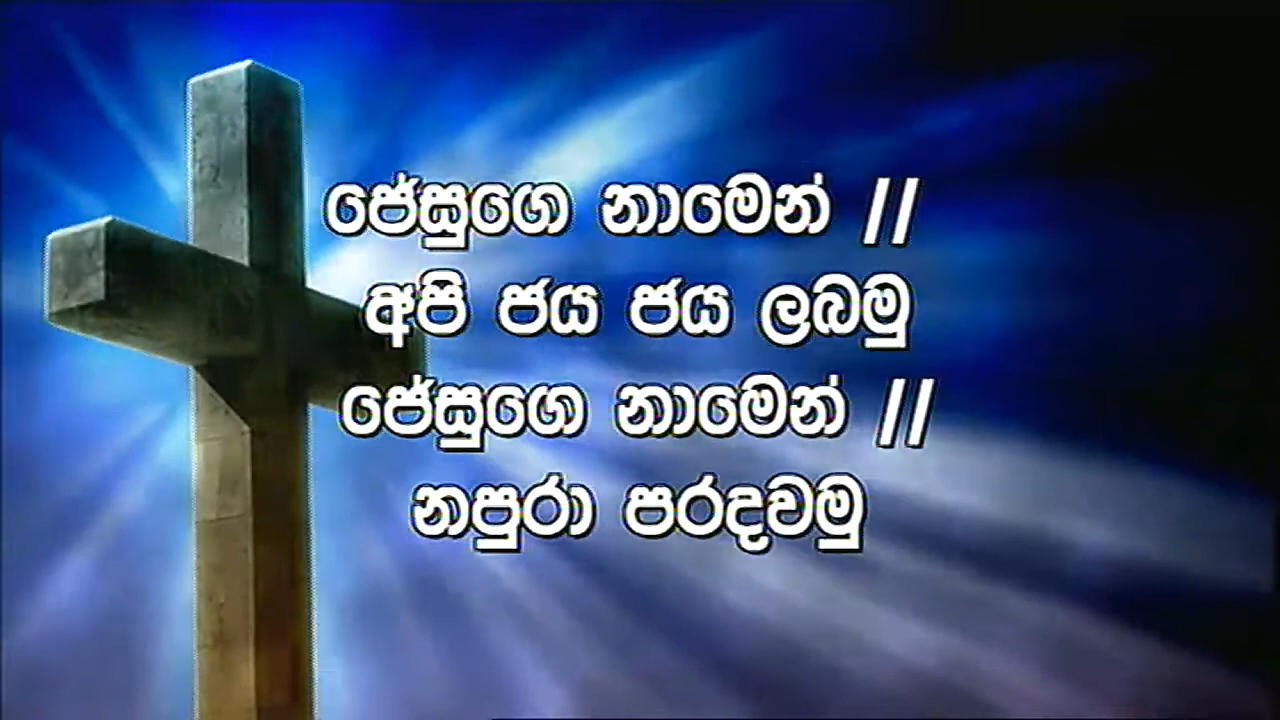 ජේසුගෙ නාමෙන් //
අපි ජය ජය ලබමු
ජේසුගෙ නාමෙන් //
නපුරා පරදවමු